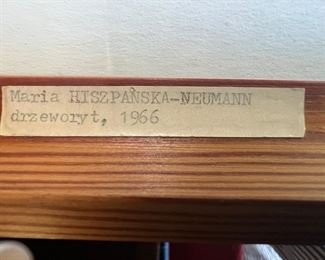 Maria HISZPAŃSKA-NEUMANN
drzeworyt, 1966